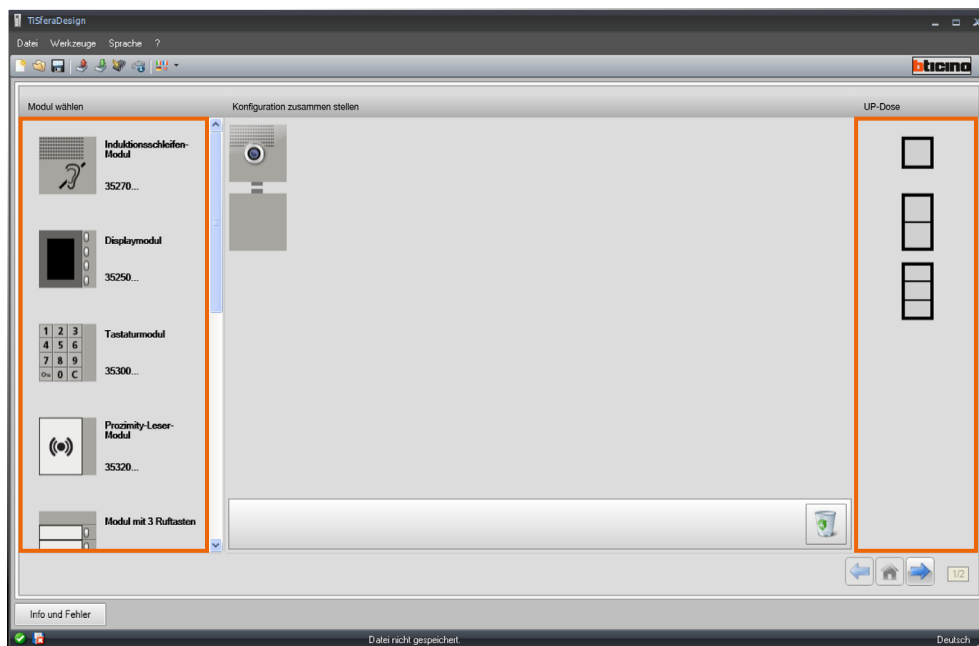 TiSferaDesign
Datei Werkzeuge Sprache ?
bticino
Modul wählen
Konfiguration zusammen stellen
UP-Dose
Induktionsschleifen-
Modul
35270...
Displaymodul
35250...
1 2 3
4 5 6
7 8 9
0 C
Tastaturmodul
35300...
Prozimity-Leser-
Modul
35320...
Modul mit 3 Ruftasten
1/2
Info und Fehler
Datei nicht gespeichert.
Deutsch